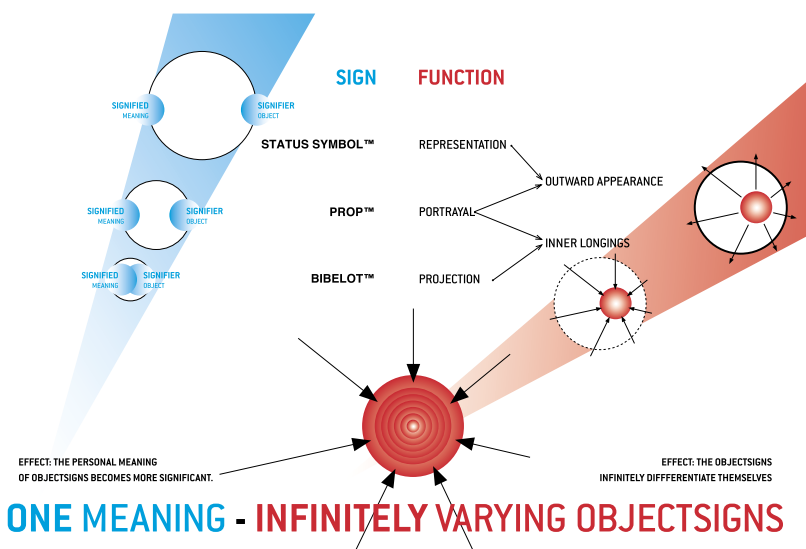 SIGN
FUNCTION
SIGNIFIED
MEANING
SIGNIFIER
OBJECT
STATUS SYMBOL™
REPRESENTATION
OUTWARD APPEARANCE
SIGNIFIED
MEANING
SIGNIFIER
OBJECT
PROP™
PORTRAYAL
INNER LONGINGS
SIGNIFIED
MEANING
SIGNIFIER
OBJECT
BIBELOT™
PROJECTION
EFFECT: THE PERSONAL MEANING
OF OBJECTSIGNS BECOMES MORE SIGNIFICANT.
EFFECT: THE OBJECTSIGNS
INFINITELY DIFFFERENTIATE THEMSELVES
ONE MEANING - INFINITELY VARYING OBJECTSIGNS